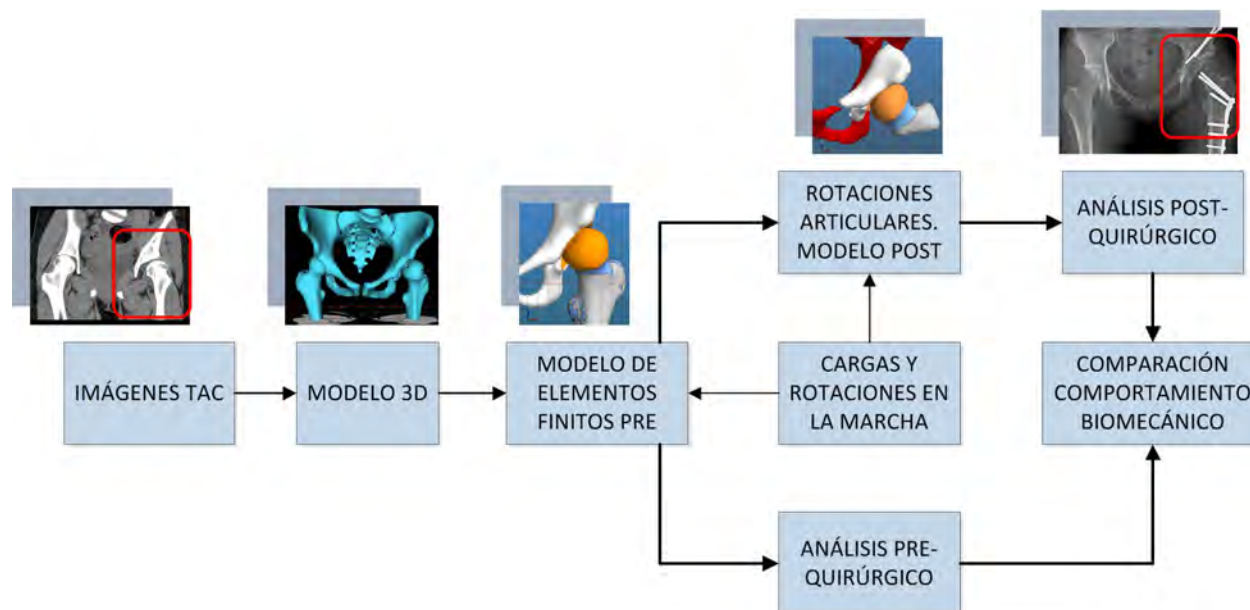 ROTACIONES
ARTICULARES.
MODELO POST
ANÁLISIS POST-
QUIRÚRGICO
IMÁGENES TAC
MODELO 3D
MODELO DE
ELEMENTOS
FINITOS PRE
CARGAS Y
ROTACIONES EN
LA MARCHA
COMPARACIÓN
COMPORTAMIENTO
BIOMECÁNICO
ANÁLISIS PRE-
QUIRÚRGICO